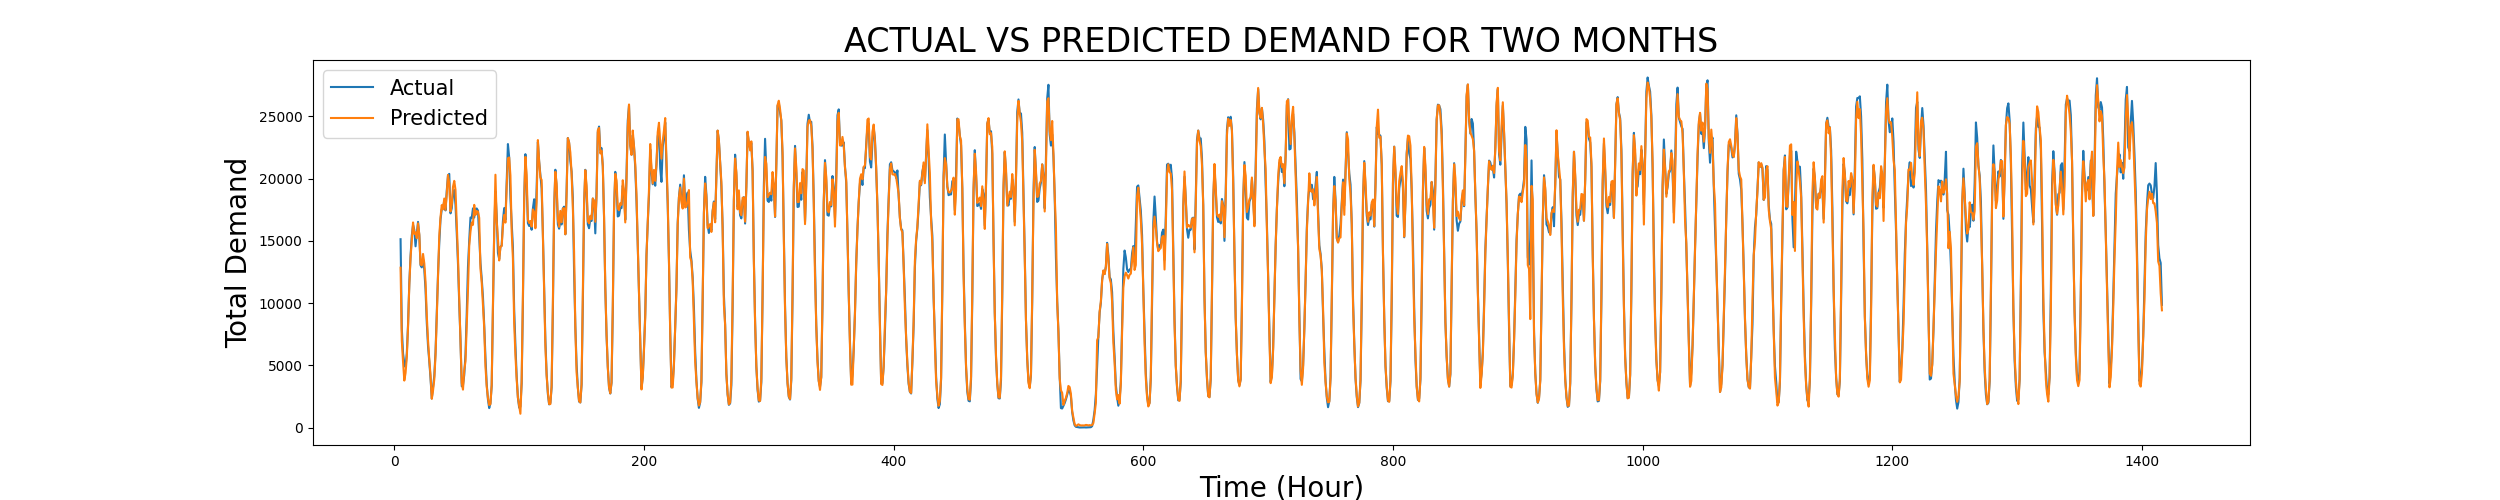 ACTUAL VS PREDICTED DEMAND FOR TWO MONTHS
Actual
Predicted
Total Demand
25000
20000
15000
10000
5000
0
0 200 400 600 800 1000 1200 1400
Time (Hour)